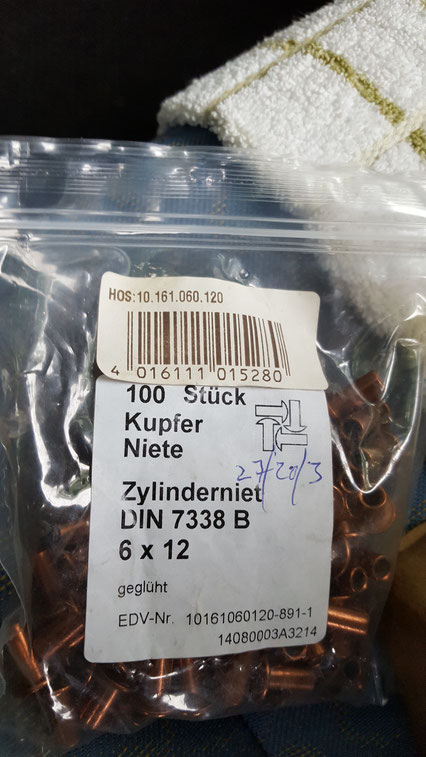 HOS:10.161.060.120
4 016111 015280
100 Stück
Kupfer
Niete
27/20/3
Zylinderniet
DIN 7338 B
6 x 12
geglüht
EDV-Nr. 10161060120-891-1
14080003A3214